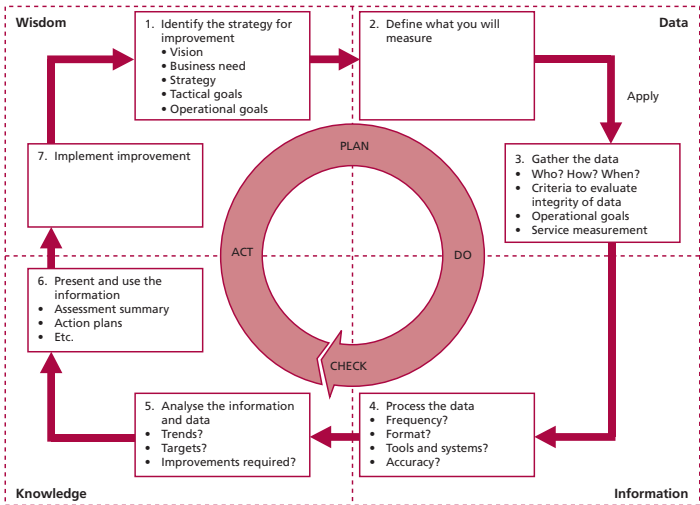 Wisdom
Data
1. Identify the strategy for
improvement
• Vision
• Business need
• Strategy
• Tactical goals
• Operational goals
2. Define what you will
measure
Apply
3. Gather the data
• Who? How? When?
• Criteria to evaluate
integrity of data
• Operational goals
• Service measurement
7. Implement improvement
PLAN
ACT
DO
CHECK
6. Present and use the
information
• Assessment summary
• Action plans
• Etc.
5. Analyse the information
and data
• Trends?
• Targets?
• Improvements required?
4. Process the data
• Frequency?
• Format?
• Tools and systems?
• Accuracy?
Knowledge
Information